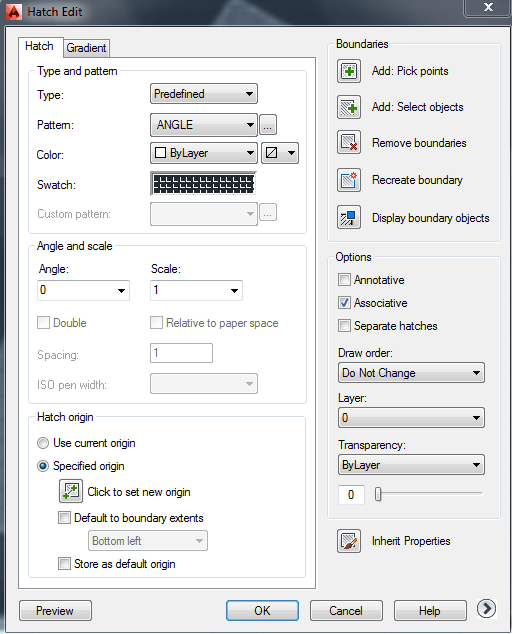 Hatch Edit
Hatch
Gradient
Type and pattern
Type:
Predefined
Pattern:
ANGLE
...
Color:
ByLayer
Swatch:
Custom pattern:
...
Angle and scale
Angle:
Scale:
0
1
Double
Relative to paper space
Spacing:
1
ISO pen width:
Hatch origin
Use current origin
Specified origin
Click to set new origin
Default to boundary extents
Bottom left
Store as default origin
Boundaries
Add: Pick points
Add: Select objects
Remove boundaries
Recreate boundary
Display boundary objects
Options
Annotative
Associative
Separate hatches
Draw order:
Do Not Change
Layer:
0
Transparency:
ByLayer
0
Inherit Properties
Preview
OK
Cancel
Help